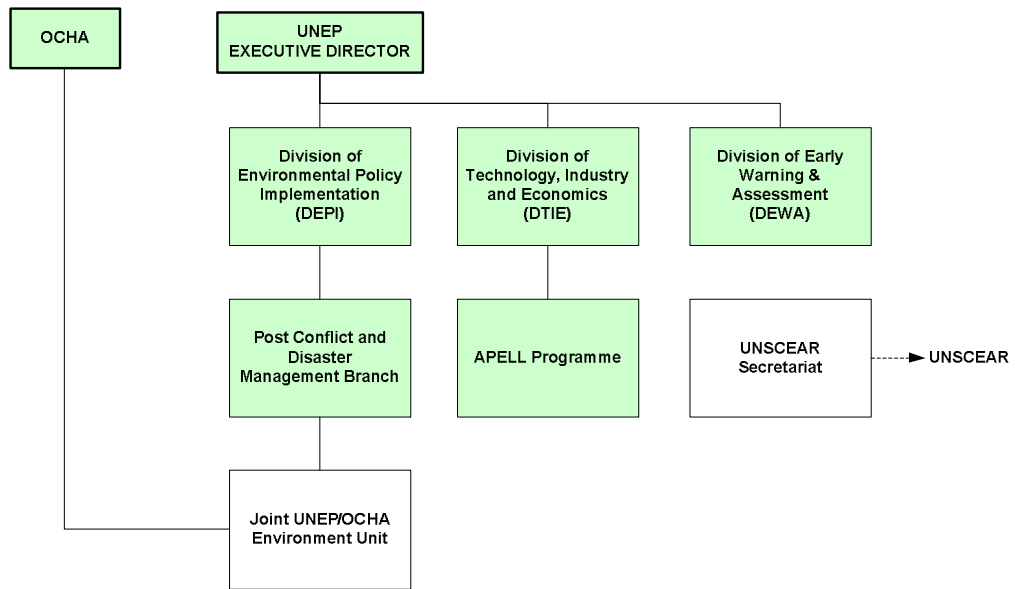 OCHA
UNEP
EXECUTIVE DIRECTOR
Division of
Environmental Policy
Implementation
(DEPI)
Division of
Technology, Industry
and Economics
(DTIE)
Division of Early
Warning &
Assessment
(DEWA)
Post Conflict and
Disaster
Management Branch
APELL Programme
UNSCEAR
Secretariat
UNSCEAR
Joint UNEP/OCHA
Environment Unit